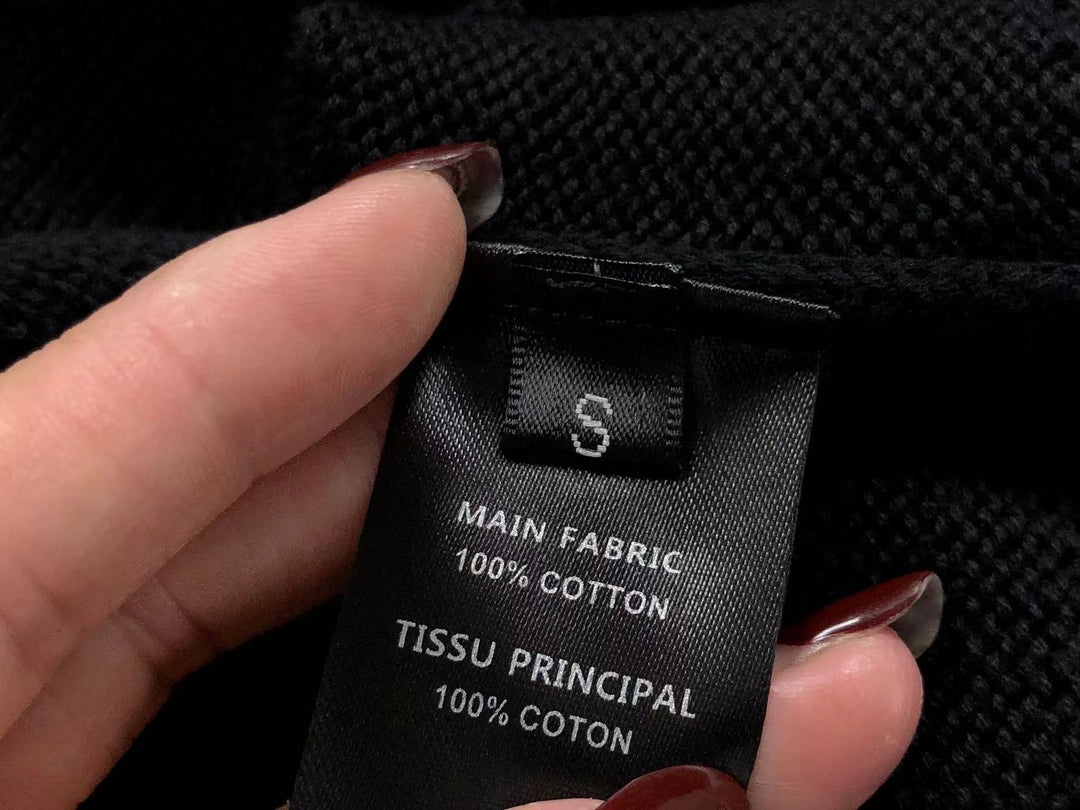 S
MAIN FABRIC
100% COTTON
TISSU PRINCIPAL
100% COTON